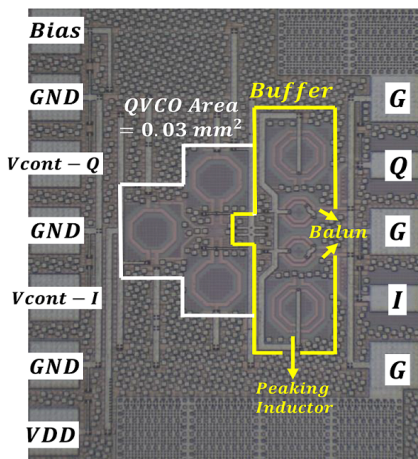 Bias
GND
Vcont-Q
GND
Vcont-I
GND
VDD
QVCO Area
= 0.03 mm²
Buffer
Balun
Peaking
Inductor
G
Q
G
I
G